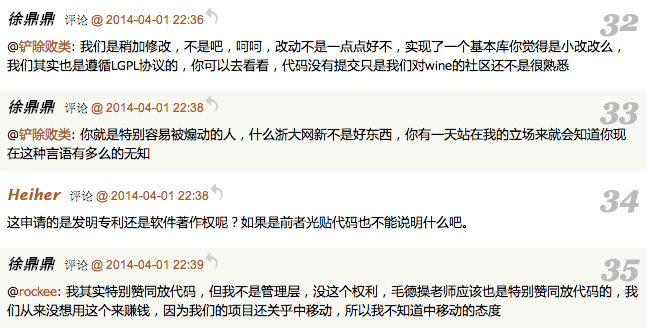 徐鼎鼎 评论 @ 2014-04-01 22:36 32
@铲除败类: 我们是稍加修改，不是吧，呵呵，改动不是一点点好不，实现了一个基本库你觉得是小改改么，
我们其实也是遵循LGPL协议的，你可以去看看，代码没有提交只是我们对wine的社区还不是很熟悉
徐鼎鼎 评论 @ 2014-04-01 22:38 33
@铲除败类: 你就是特别容易被煽动的人，什么浙大网新不是好东西，你有一天站在我的立场来就会知道你现
在这种言语有多么的无知
Heiher 评论 @ 2014-04-01 22:38 34
这申请的是发明专利还是软件著作权呢？如果是前者光贴代码也不能说明什么吧。
徐鼎鼎 评论 @ 2014-04-01 22:39 35
@rockee: 我其实特别赞同放代码，但我不是管理层，没这个权利，毛德操老师应该也是特别赞同放代码的，我
们从来没想用这个来赚钱，因为我们的项目还关乎中移动，所以我不知道中移动的态度